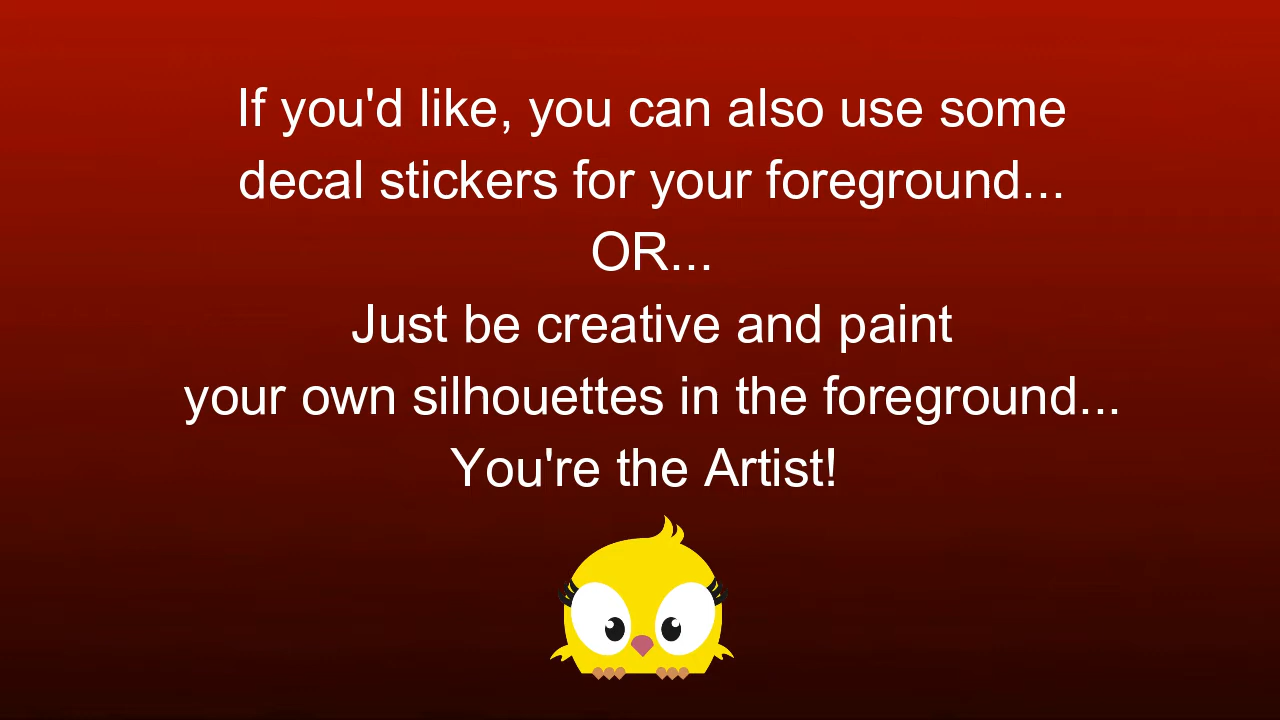 If you'd like, you can also use some
decal stickers for your foreground...
OR...
Just be creative and paint
your own silhouettes in the foreground...
You're the Artist!